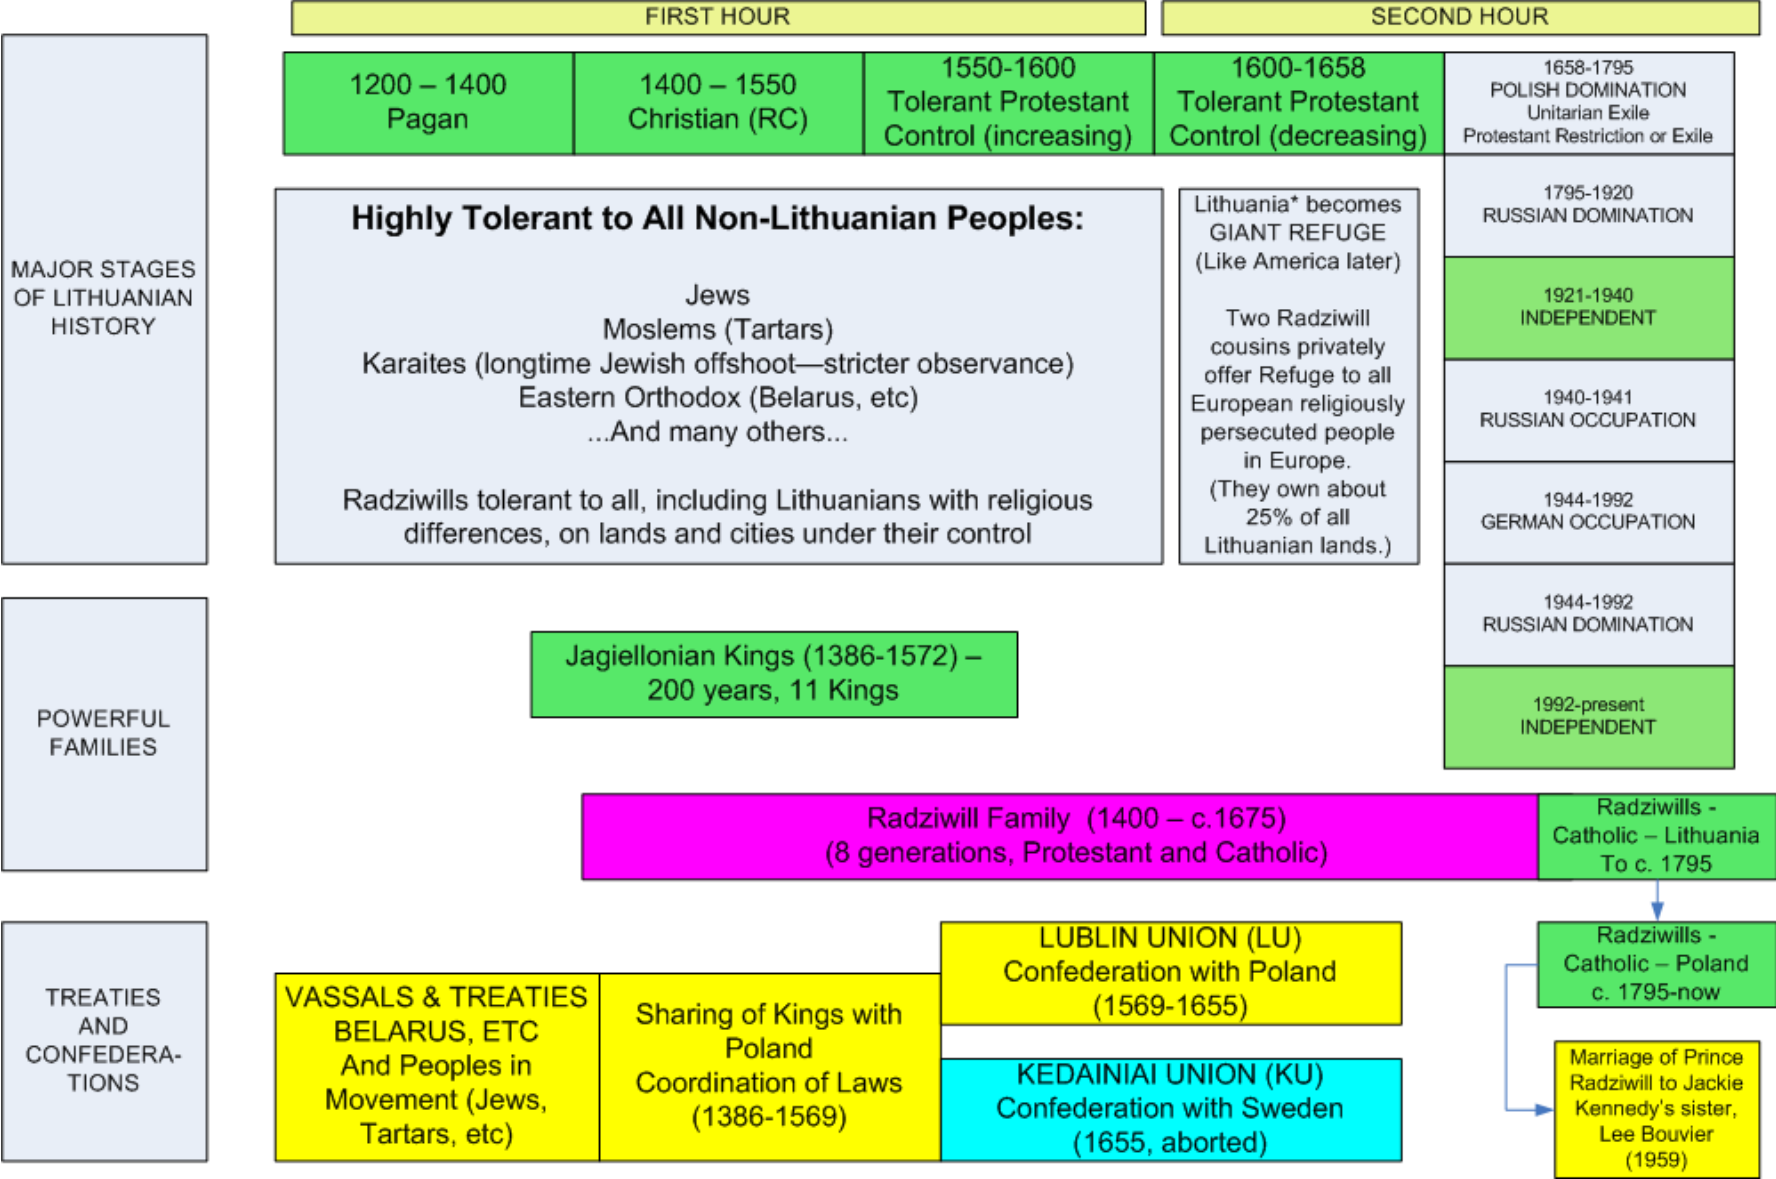 FIRST HOUR
SECOND HOUR
MAJOR STAGES
OF LITHUANIAN
HISTORY
1200 – 1400
Pagan
1400 – 1550
Christian (RC)
1550-1600
Tolerant Protestant
Control (increasing)
1600-1658
Tolerant Protestant
Control (decreasing)
1658-1795
POLISH DOMINATION
Unitarian Exile
Protestant Restriction or Exile
1795-1920
RUSSIAN DOMINATION
1921-1940
INDEPENDENT
1940-1941
RUSSIAN OCCUPATION
1944-1992
GERMAN OCCUPATION
1944-1992
RUSSIAN DOMINATION
1992-present
INDEPENDENT
Highly Tolerant to All Non-Lithuanian Peoples:
Jews
Moslems (Tartars)
Karaites (longtime Jewish offshoot—stricter observance)
Eastern Orthodox (Belarus, etc)
...And many others...
Radziwills tolerant to all, including Lithuanians with religious
differences, on lands and cities under their control
Lithuania* becomes
GIANT REFUGE
(Like America later)
Two Radziwill
cousins privately
offer Refuge to all
European religiously
persecuted people
in Europe.
(They own about
25% of all
Lithuanian lands.)
POWERFUL
FAMILIES
Jagiellonian Kings (1386-1572) –
200 years, 11 Kings
Radziwill Family (1400 – c.1675)
(8 generations, Protestant and Catholic)
Radziwills -
Catholic – Lithuania
To c. 1795
Radziwills -
Catholic – Poland
c. 1795-now
Marriage of Prince
Radziwill to Jackie
Kennedy's sister,
Lee Bouvier
(1959)
TREATIES
AND
CONFEDERA-
TIONS
VASSALS & TREATIES
BELARUS, ETC
And Peoples in
Movement (Jews,
Tartars, etc)
Sharing of Kings with
Poland
Coordination of Laws
(1386-1569)
LUBLIN UNION (LU)
Confederation with Poland
(1569-1655)
KEDAINIAI UNION (KU)
Confederation with Sweden
(1655, aborted)